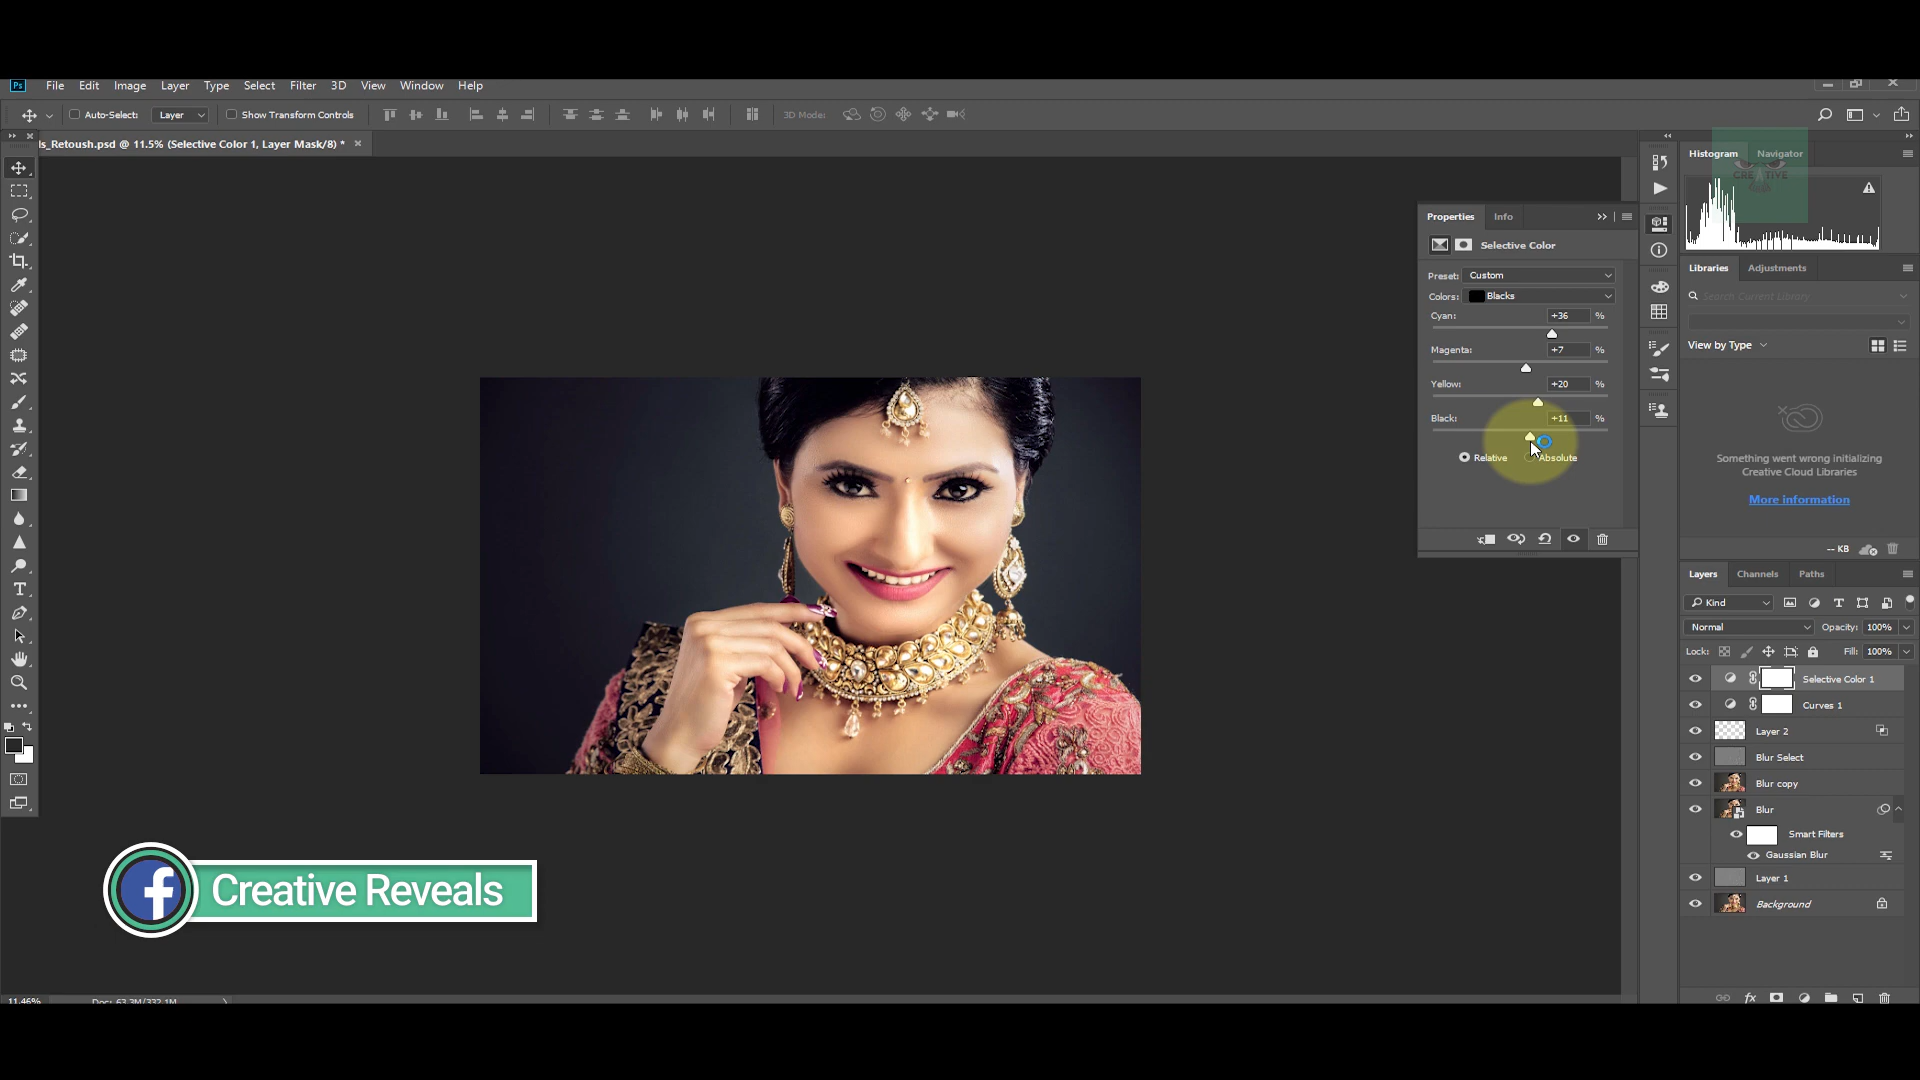 Ps File Edit Image Layer Type Select Filter 3D View Window Help
Auto-Select: Layer Show Transform Controls 3D Mode:
ls_Retoush.psd @ 11.5% (Selective Color 1, Layer Mask/8) *
Histogram Navigator
CREATIVE
Properties Info
Selective Color
Preset: Custom
Colors: Blacks
Cyan: +36 %
Magenta: +7 %
Yellow: +20 %
Black: +11 %
Relative Absolute
Libraries Adjustments
Search Current Library
View by Type
Something went wrong initializing
Creative Cloud Libraries
More information
-- KB
Layers Channels Paths
Kind
Normal Opacity: 100%
Lock: Fill: 100%
Selective Color 1
Curves 1
Layer 2
Blur Select
Blur copy
Blur
Smart Filters
Gaussian Blur
Layer 1
Background
f Creative Reveals
11.46% Doc: 63.3M/332.1M